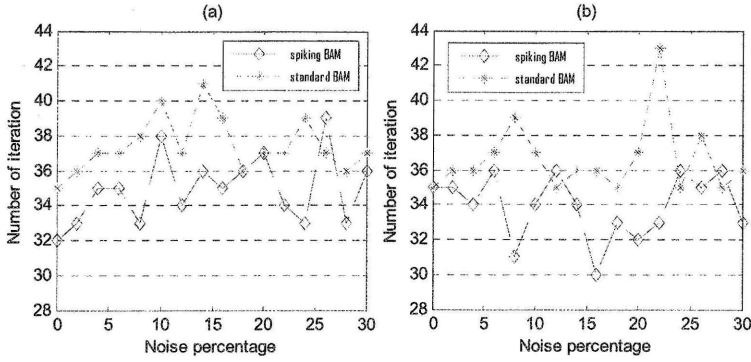 (a)
44
42
40
38
36
34
32
30
28
Number of iteration
spiking BAM
standard BAM
0 5 10 15 20 25 30
Noise percentage
(b)
44
42
40
38
36
34
32
30
28
Number of iteration
spiking BAM
standard BAM
0 5 10 15 20 25 30
Noise percentage